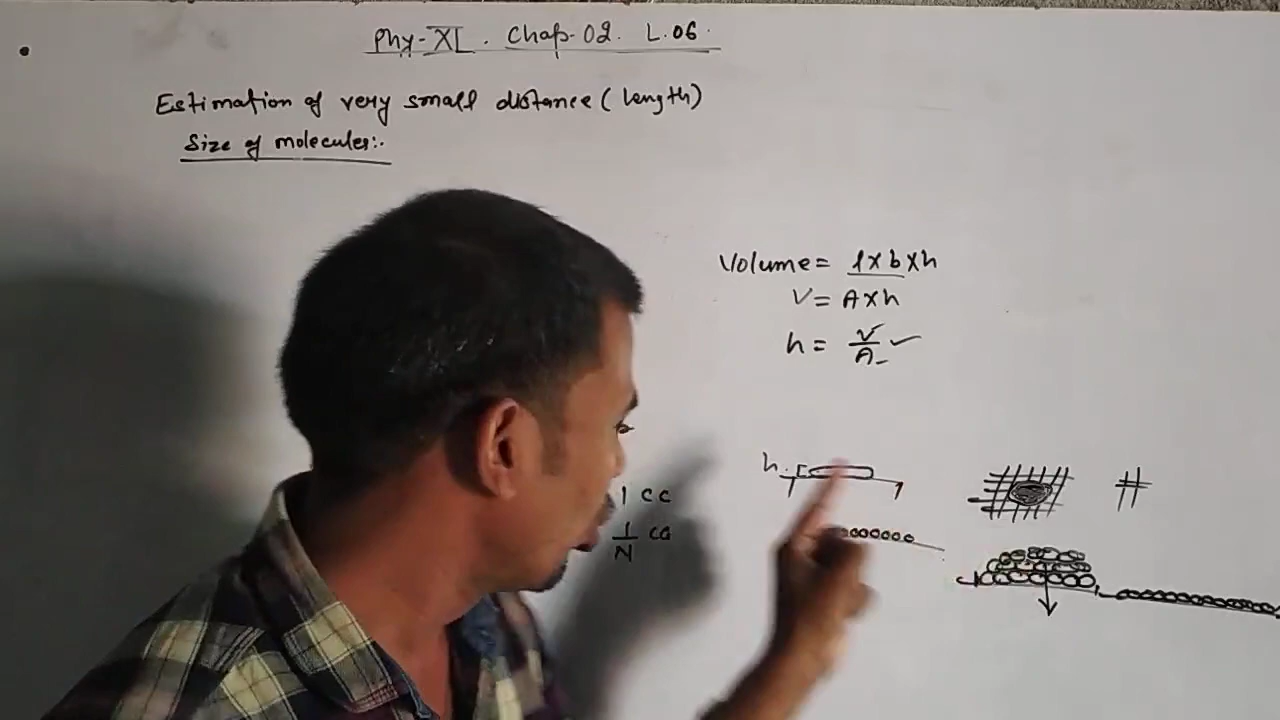 Phy-XI. Chap-02. L.06.
Estimation of very small distance (length)
Size of molecules:-
Volume = l×b×h
V = A×h
h = V/A
h.
1 cc
1/N cc